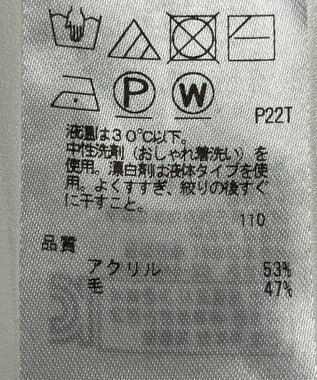 P
W
P22T
液温は30℃以下。
中性洗剤（おしゃれ着洗い）を
使用。漂白剤は液体タイプを使
用。よくすすぎ、絞りの後すぐ
に干すこと。
110
品質
アクリル 53%
毛 47%